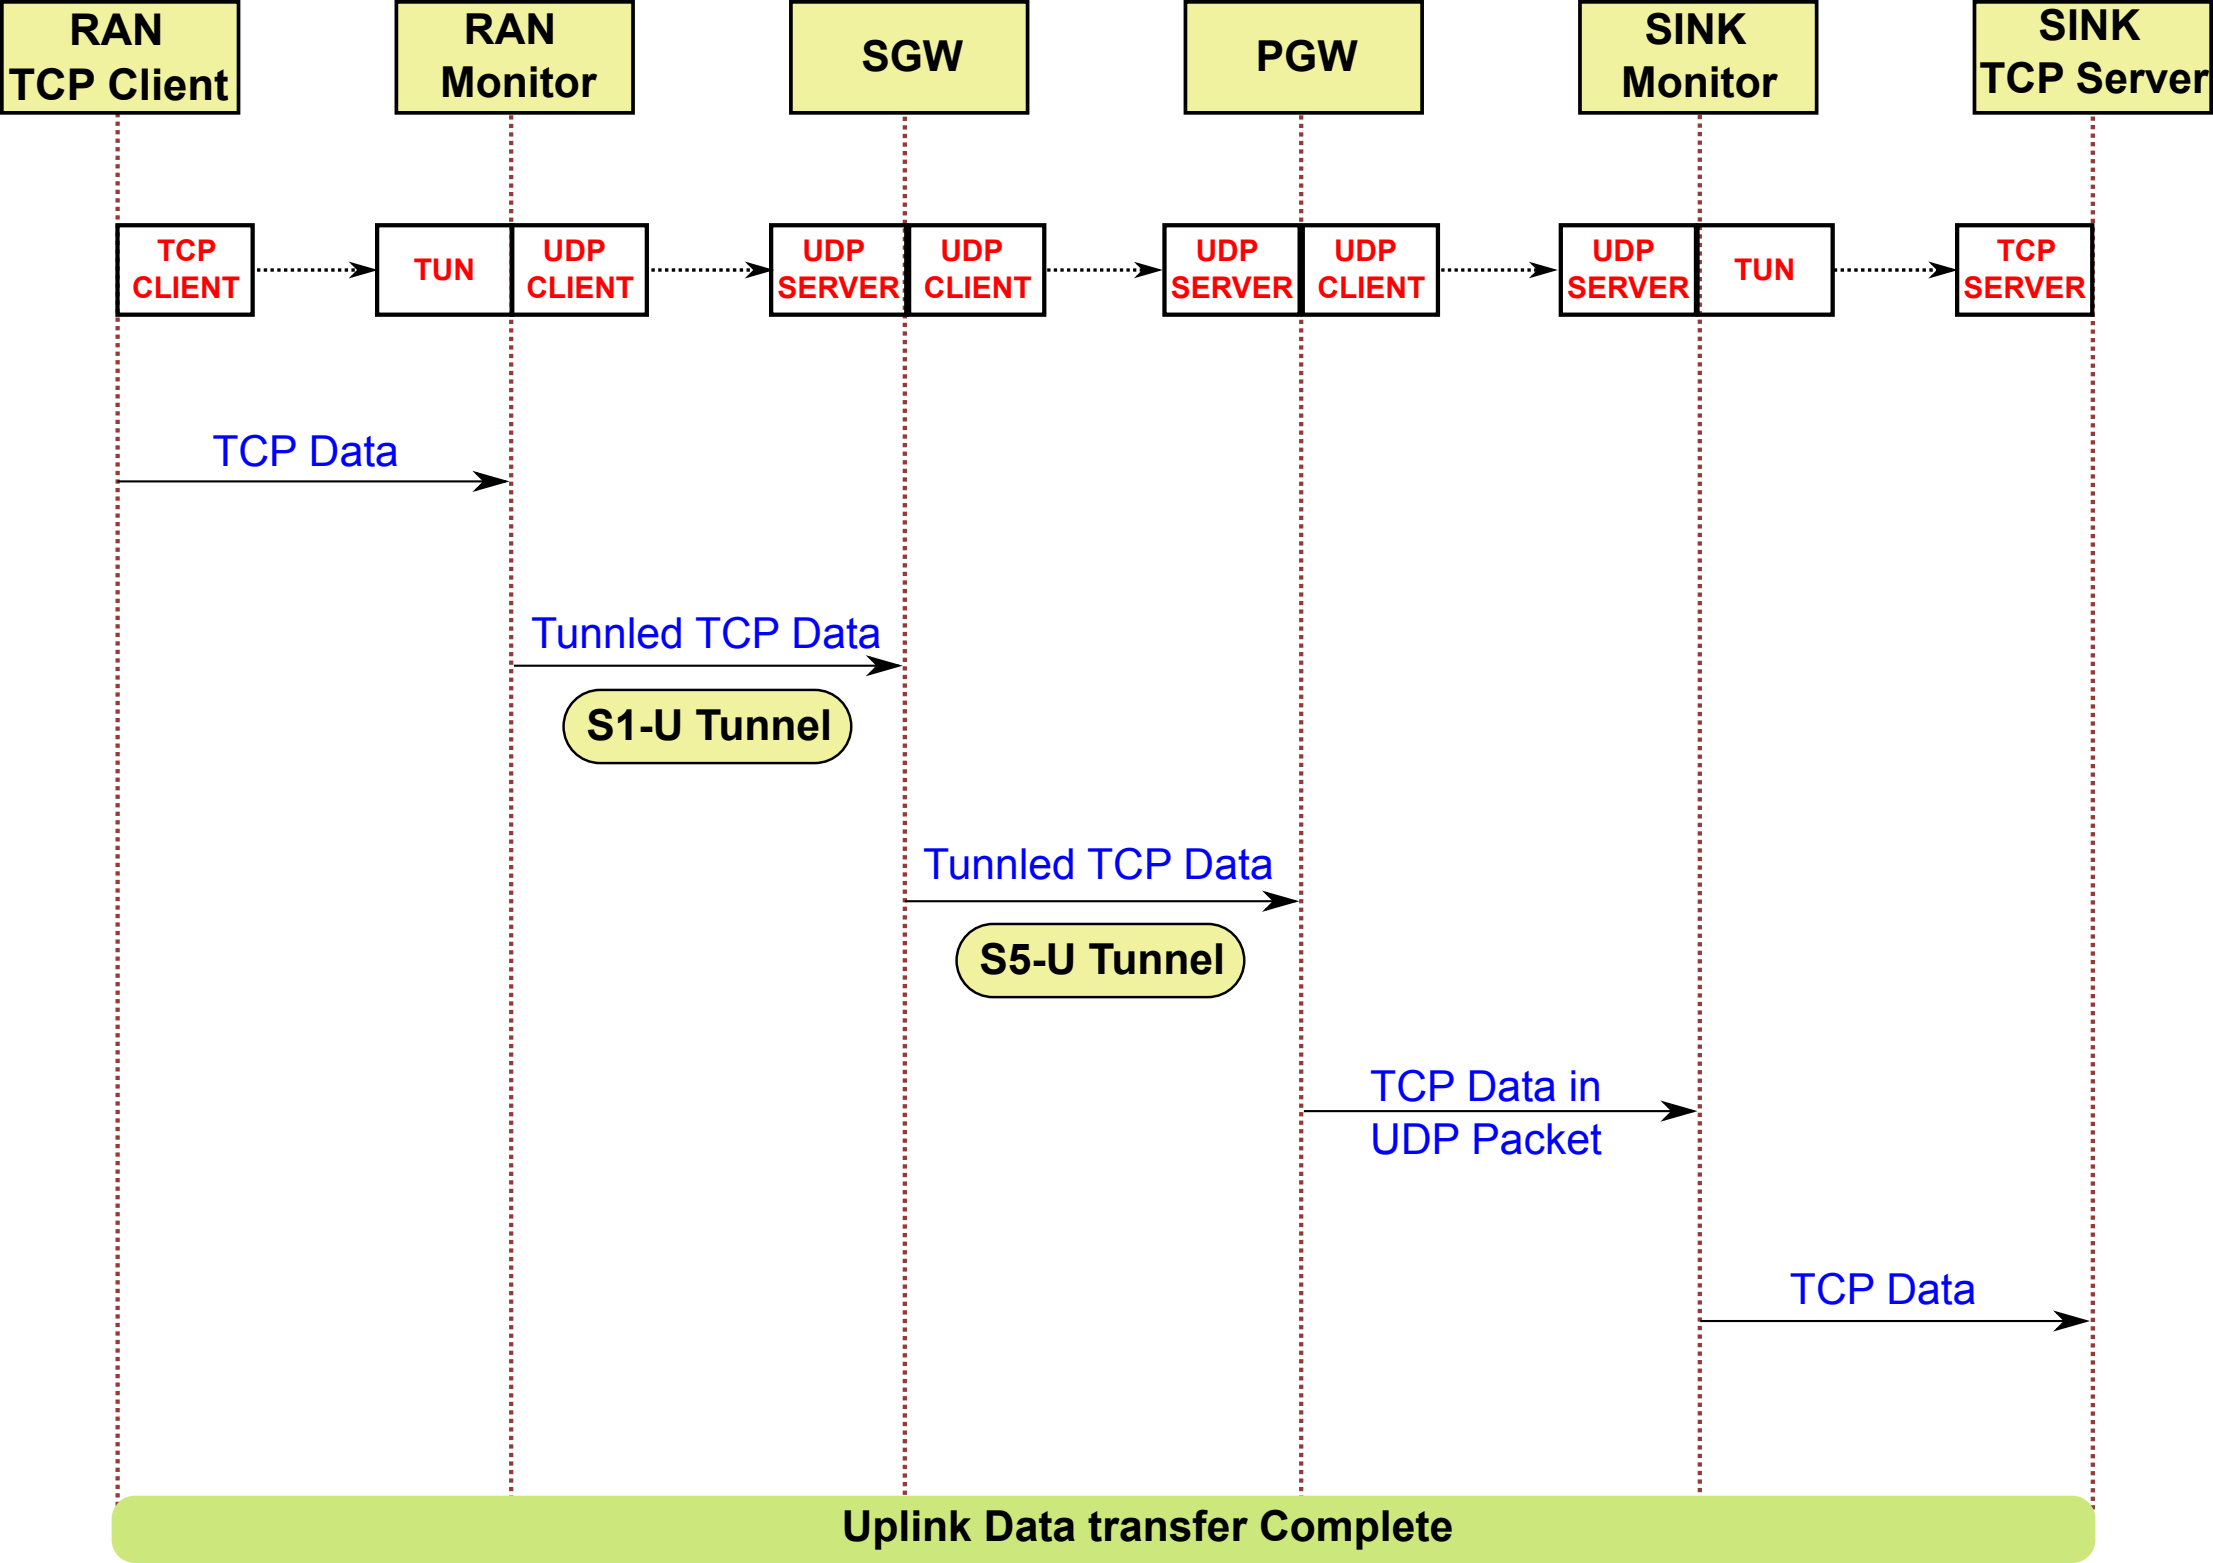 RAN
TCP Client
RAN
Monitor
SGW
PGW
SINK
Monitor
SINK
TCP Server
TCP
CLIENT
TUN
UDP
CLIENT
UDP
SERVER
UDP
CLIENT
UDP
SERVER
UDP
CLIENT
UDP
SERVER
TUN
TCP
SERVER
TCP Data
Tunnled TCP Data
S1-U Tunnel
Tunnled TCP Data
S5-U Tunnel
TCP Data in
UDP Packet
TCP Data
Uplink Data transfer Complete